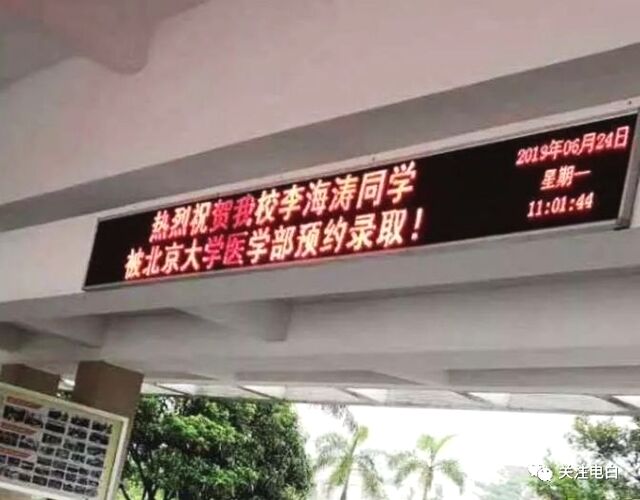 热烈祝贺我校李海涛同学
被北京大学医学部预约录取！
2019年06月24日
星期一
11:01:44
关注电白